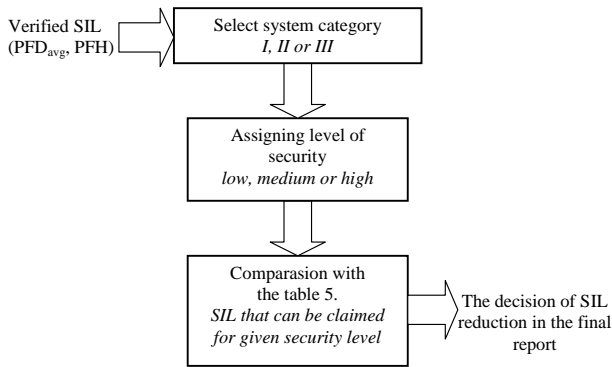 Verified SIL
(PFDavg, PFH)
Select system category
I, II or III
Assigning level of
security
low, medium or high
Comparasion with
the table 5.
SIL that can be claimed
for given security level
The decision of SIL
reduction in the final
report